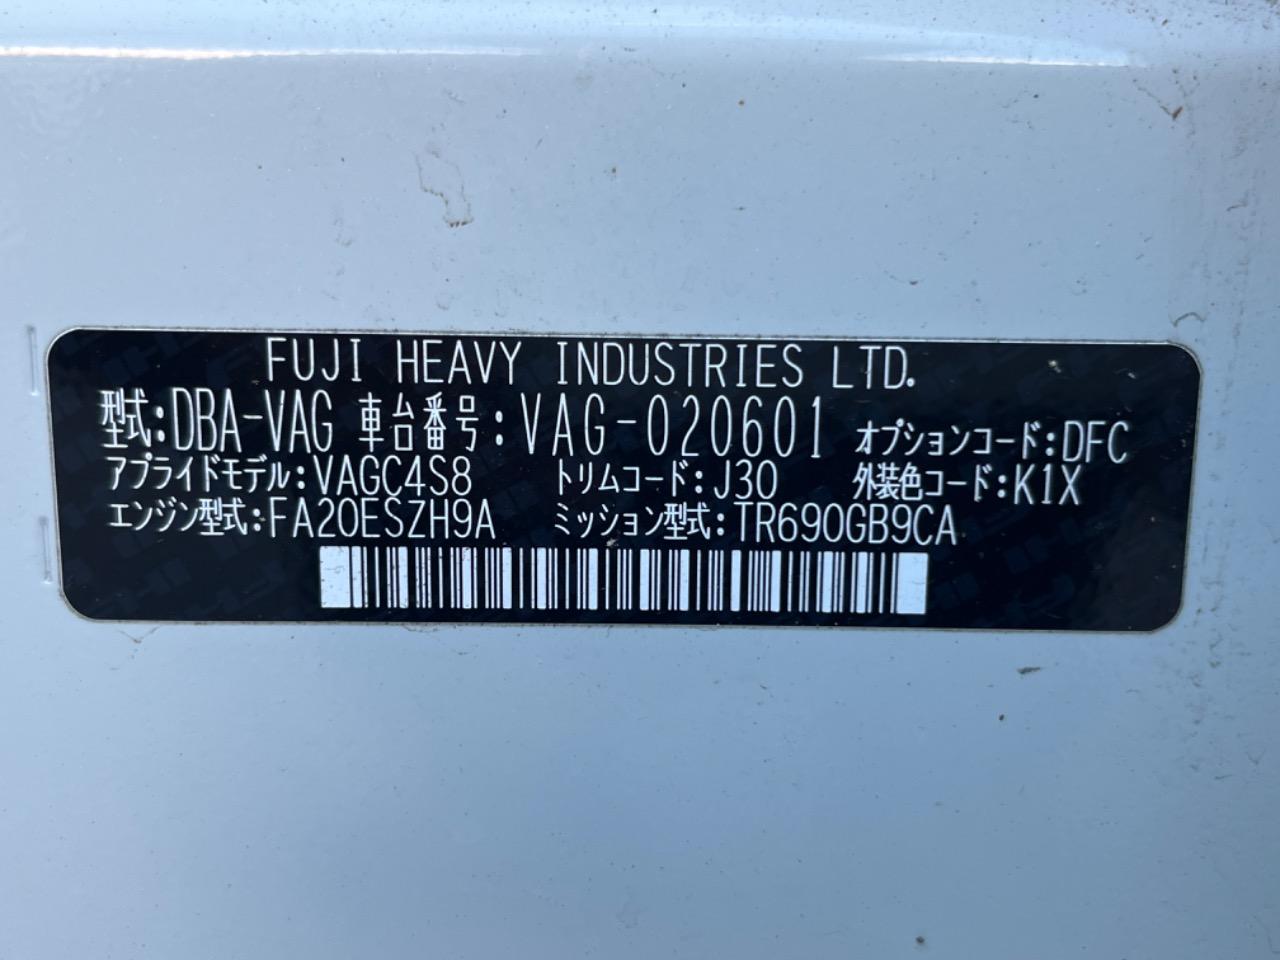 FUJI HEAVY INDUSTRIES LTD.
型式:DBA-VAG 車台番号:VAG-020601 オプションコード:DFC
アプライドモデル:VAGC4S8 トリムコード:J30 外装色コード:K1X
エンジン型式:FA20ESZH9A ミッション型式:TR690GB9CA